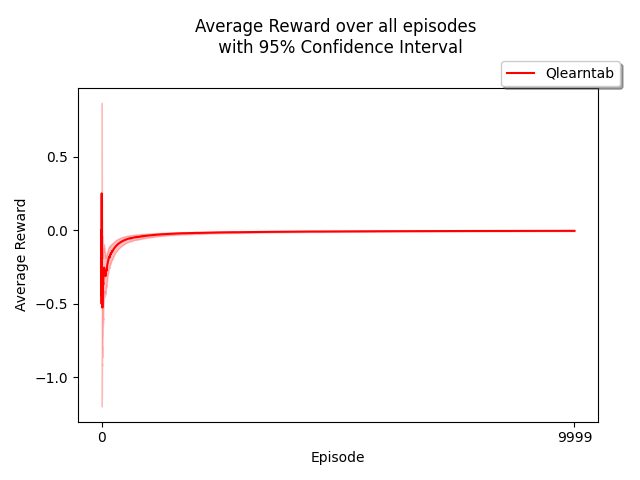 Average Reward over all episodes
with 95% Confidence Interval
Qlearntab
0.5
0.0
−0.5
−1.0
Average Reward
0
9999
Episode